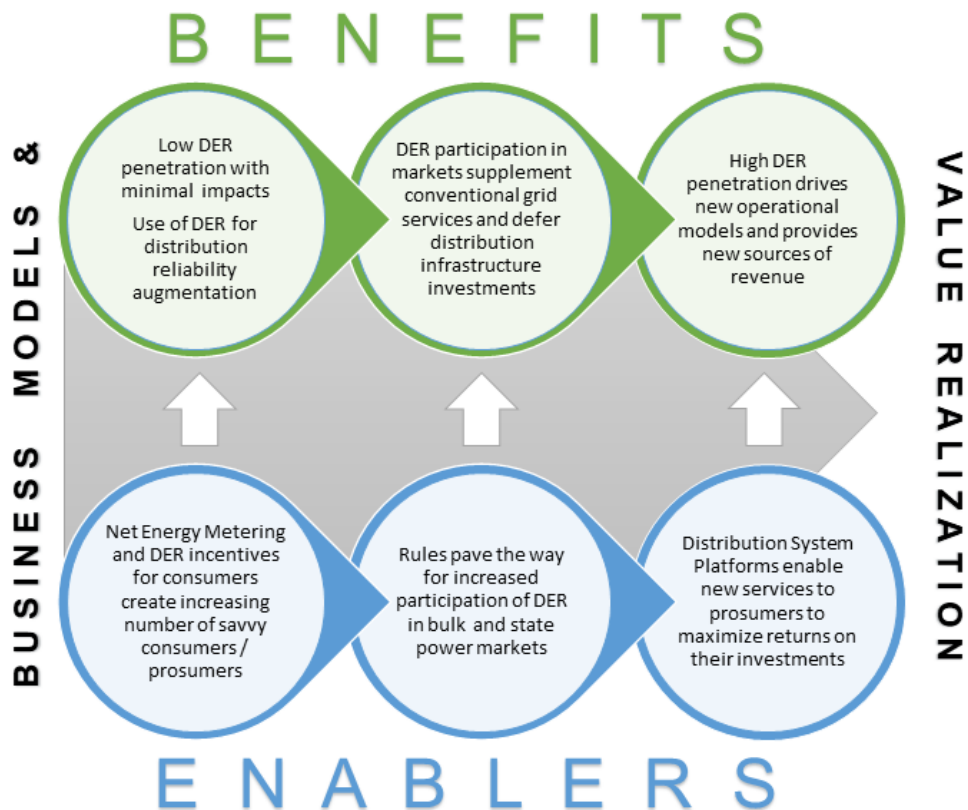 BENEFITS
BUSINESS MODELS &
Low DER
penetration with
minimal impacts
Use of DER for
distribution
reliability
augmentation
DER participation in
markets supplement
conventional grid
services and defer
distribution
infrastructure
investments
High DER
penetration drives
new operational
models and provides
new sources of
revenue
VALUE REALIZATION
Net Energy Metering
and DER incentives
for consumers
create increasing
number of savvy
consumers /
prosumers
Rules pave the way
for increased
participation of DER
in bulk and state
power markets
Distribution System
Platforms enable
new services to
prosumers to
maximize returns on
their investments
ENABLERS